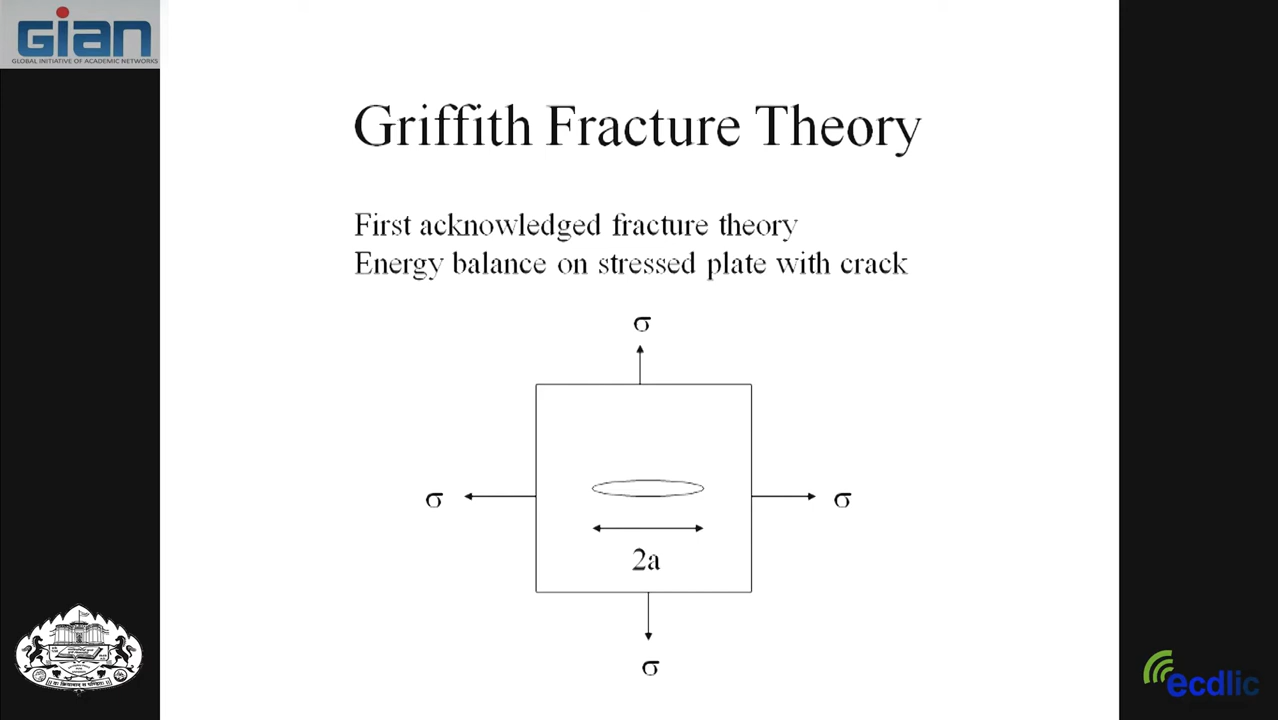 GIAN
GLOBAL INITIATIVE OF ACADEMIC NETWORKS
Griffith Fracture Theory
First acknowledged fracture theory
Energy balance on stressed plate with crack
σ
σ
σ
2a
σ
ecdlic